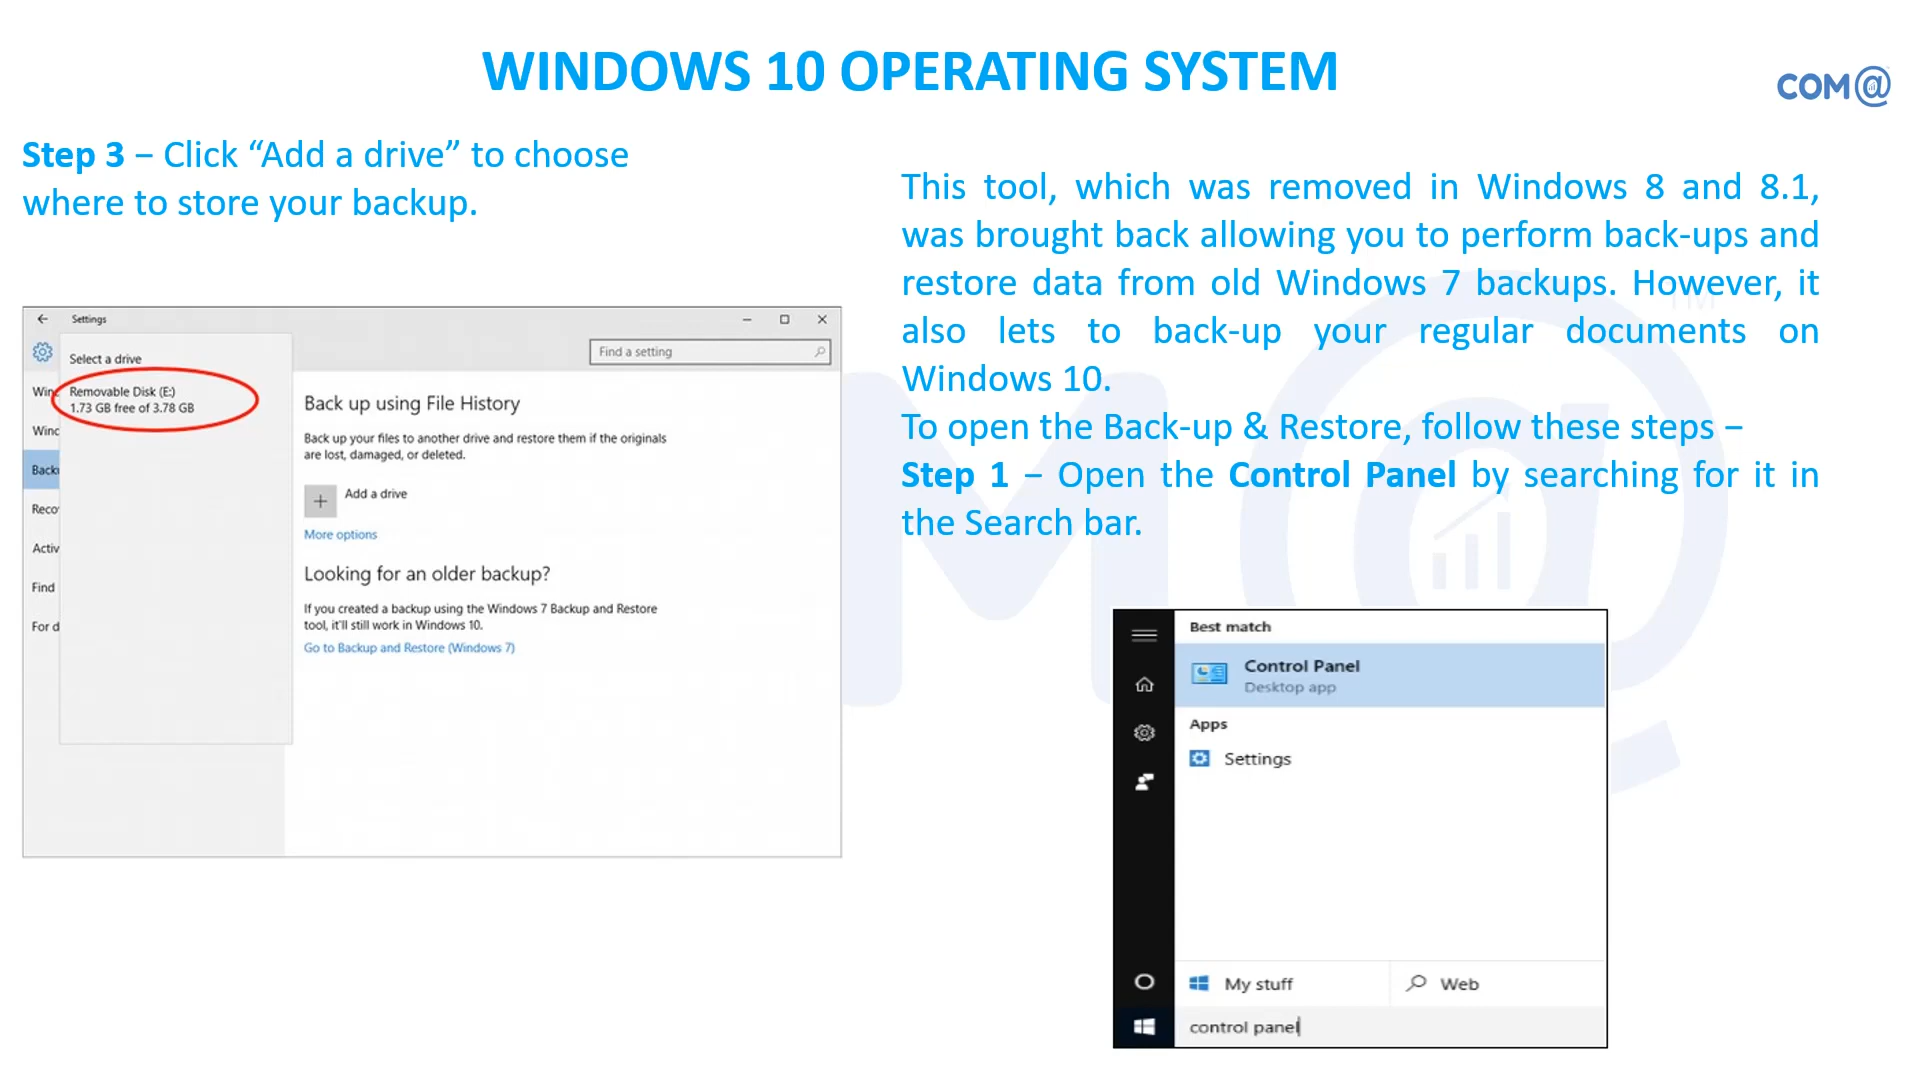 WINDOWS 10 OPERATING SYSTEM
COM@
Step 3 – Click “Add a drive” to choose
where to store your backup.
Settings
Select a drive
Find a setting
Removable Disk (E:)
1.73 GB free of 3.78 GB
Wind
Wind
Back
Reco
Activ
Find
For d
Back up using File History
Back up your files to another drive and restore them if the originals
are lost, damaged, or deleted.
Add a drive
More options
Looking for an older backup?
If you created a backup using the Windows 7 Backup and Restore
tool, it'll still work in Windows 10.
Go to Backup and Restore (Windows 7)
This tool, which was removed in Windows 8 and 8.1,
was brought back allowing you to perform back-ups and
restore data from old Windows 7 backups. However, it
also lets to back-up your regular documents on
Windows 10.
To open the Back-up & Restore, follow these steps –
Step 1 – Open the Control Panel by searching for it in
the Search bar.
Best match
Control Panel
Desktop app
Apps
Settings
My stuff
Web
control panel
M@
TM